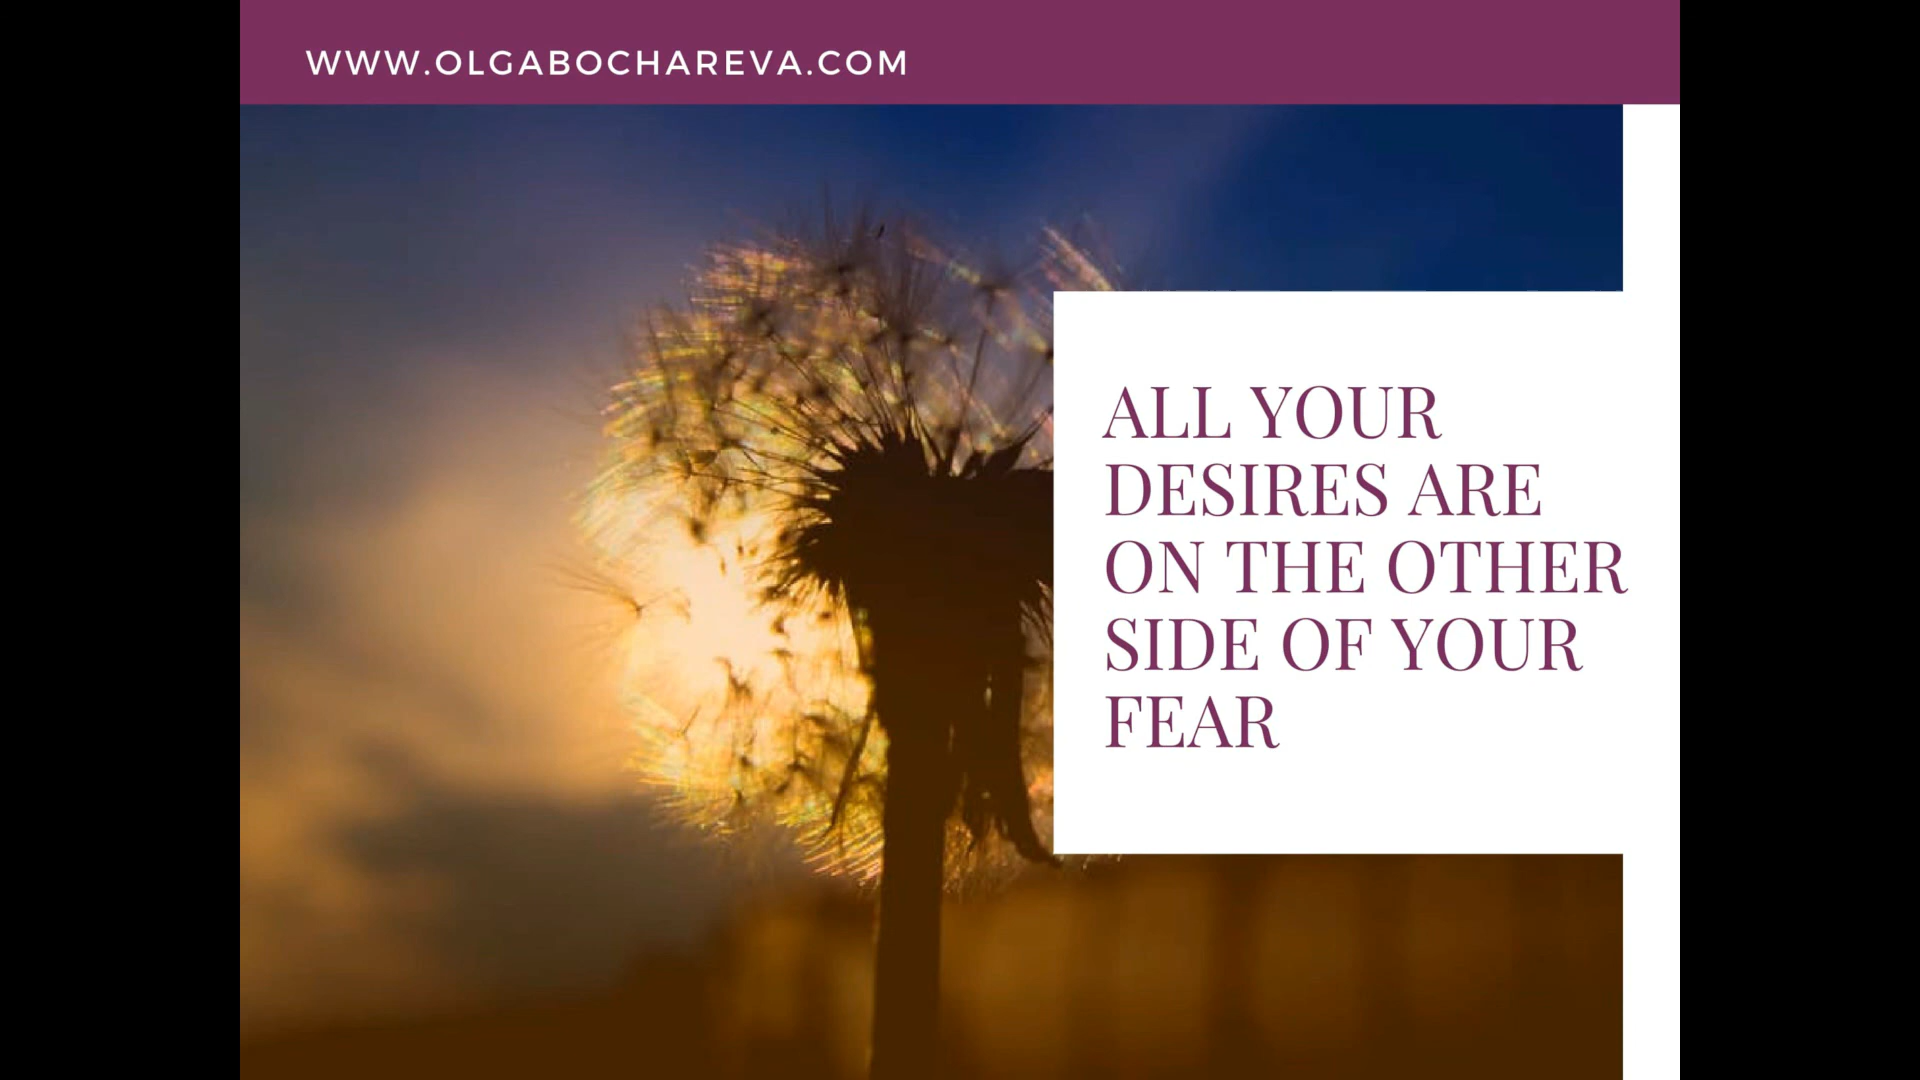 WWW.OLGABOCHAREVA.COM
ALL YOUR
DESIRES ARE
ON THE OTHER
SIDE OF YOUR
FEAR